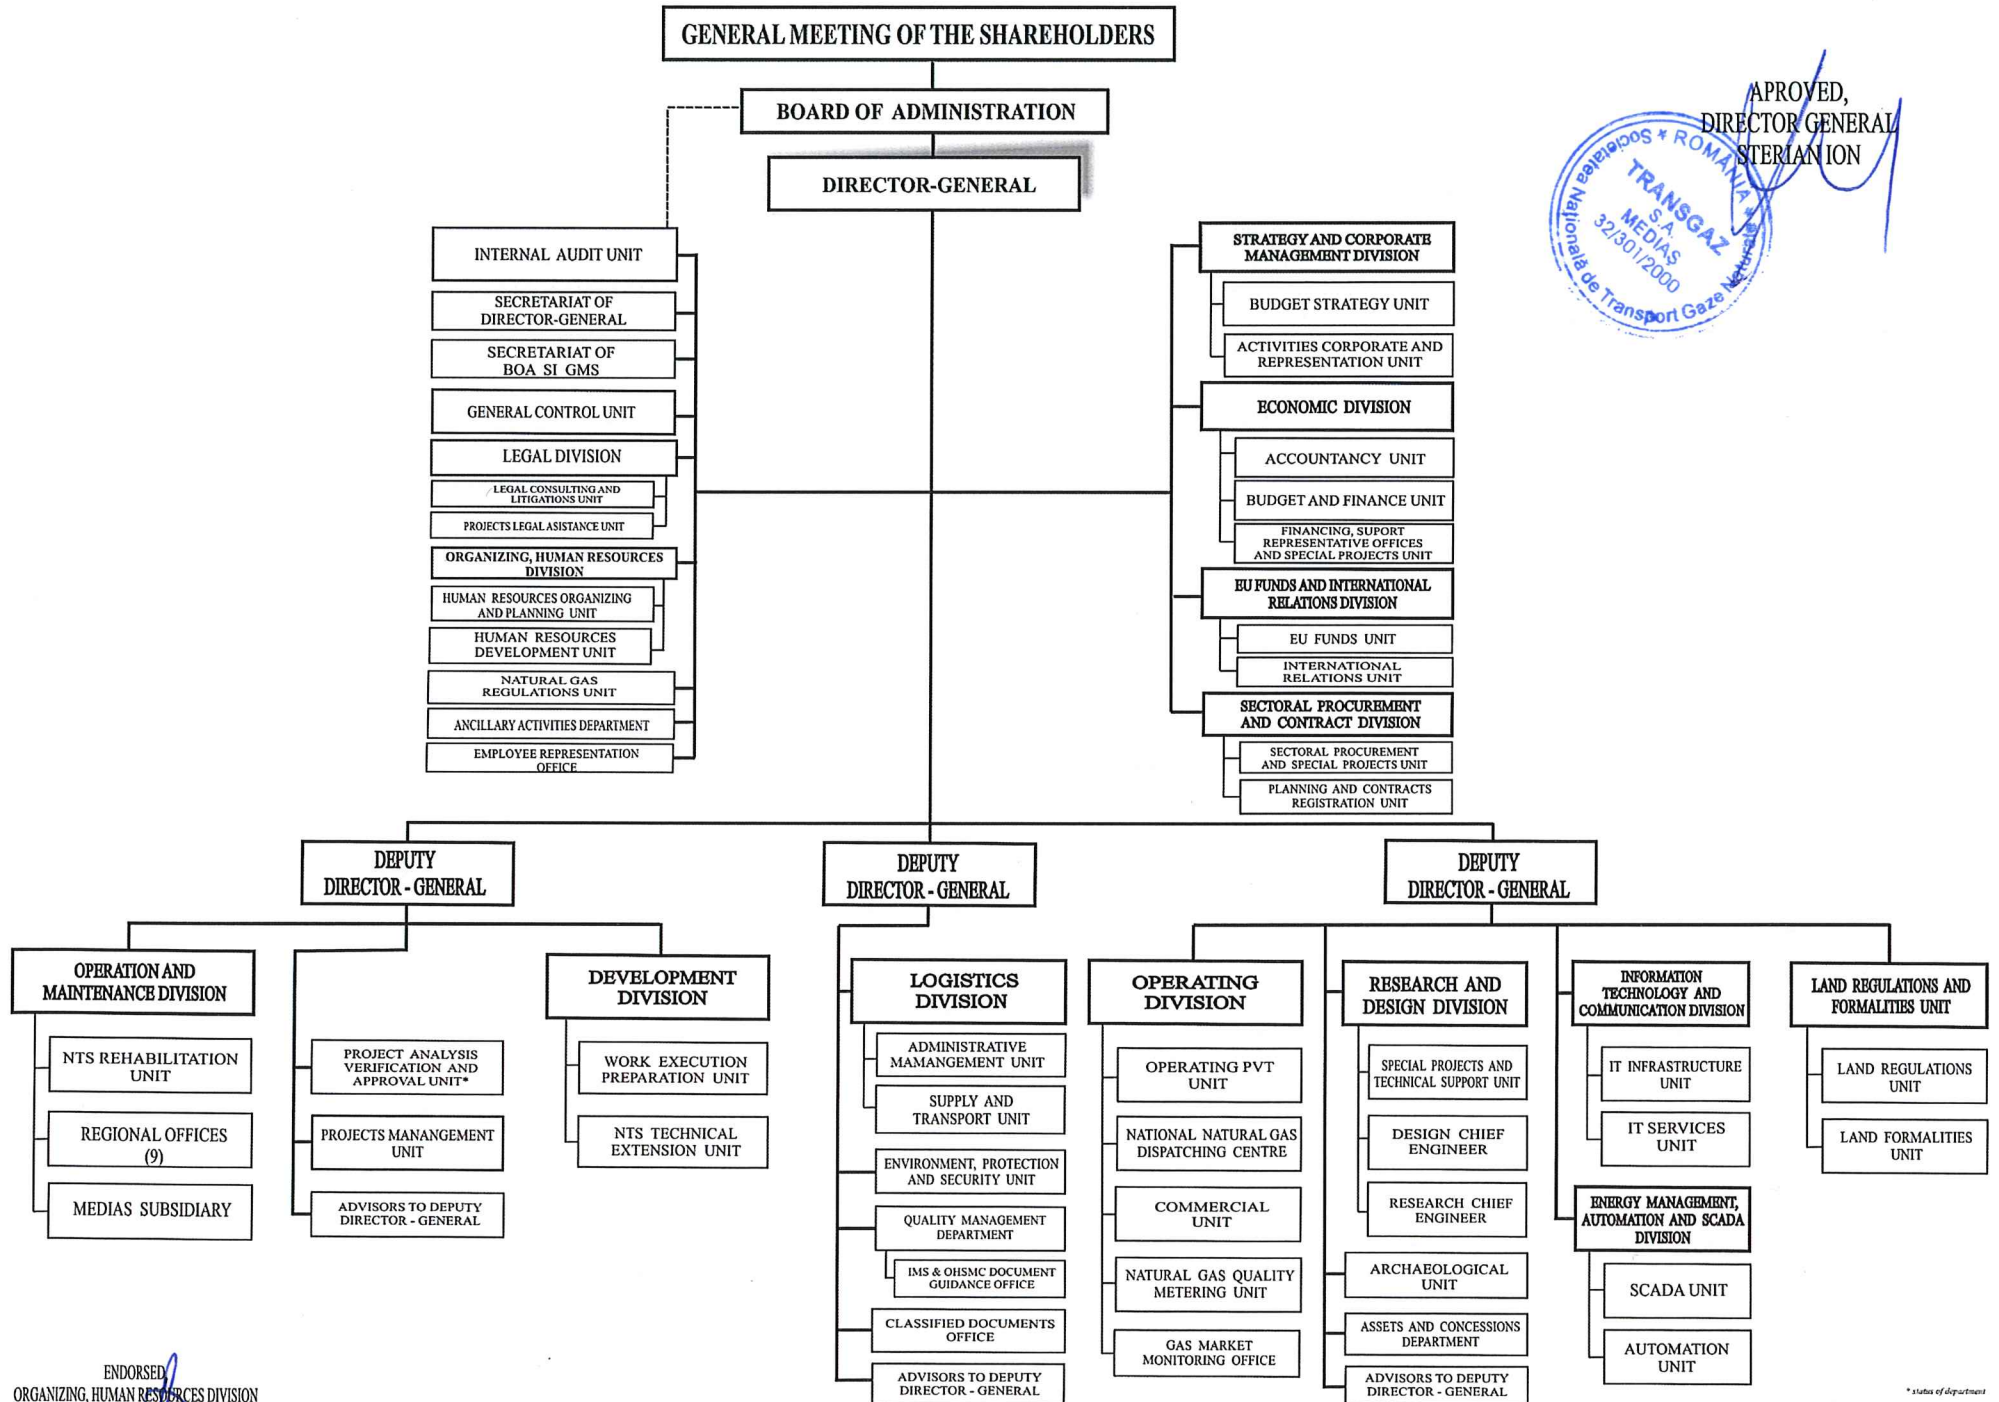 GENERAL MEETING OF THE SHAREHOLDERS
BOARD OF ADMINISTRATION
DIRECTOR-GENERAL
APROVED,
DIRECTOR GENERAL
STERIAN ION
Societatea Națională de Transport Gaze Naturale * ROMÂNIA *
TRANSGAZ
S.A.
MEDIAȘ
32/301/2000
INTERNAL AUDIT UNIT
SECRETARIAT OF
DIRECTOR-GENERAL
SECRETARIAT OF
BOA SI GMS
GENERAL CONTROL UNIT
LEGAL DIVISION
LEGAL CONSULTING AND
LITIGATIONS UNIT
PROJECTS LEGAL ASISTANCE UNIT
ORGANIZING, HUMAN RESOURCES
DIVISION
HUMAN RESOURCES ORGANIZING
AND PLANNING UNIT
HUMAN RESOURCES
DEVELOPMENT UNIT
NATURAL GAS
REGULATIONS UNIT
ANCILLARY ACTIVITIES DEPARTMENT
EMPLOYEE REPRESENTATION
OFFICE
STRATEGY AND CORPORATE
MANAGEMENT DIVISION
BUDGET STRATEGY UNIT
ACTIVITIES CORPORATE AND
REPRESENTATION UNIT
ECONOMIC DIVISION
ACCOUNTANCY UNIT
BUDGET AND FINANCE UNIT
FINANCING, SUPORT
REPRESENTATIVE OFFICES
AND SPECIAL PROJECTS UNIT
EU FUNDS AND INTERNATIONAL
RELATIONS DIVISION
EU FUNDS UNIT
INTERNATIONAL
RELATIONS UNIT
SECTORAL PROCUREMENT
AND CONTRACT DIVISION
SECTORAL PROCUREMENT
AND SPECIAL PROJECTS UNIT
PLANNING AND CONTRACTS
REGISTRATION UNIT
DEPUTY
DIRECTOR - GENERAL
OPERATION AND
MAINTENANCE DIVISION
NTS REHABILITATION
UNIT
REGIONAL OFFICES
(9)
MEDIAS SUBSIDIARY
PROJECT ANALYSIS
VERIFICATION AND
APPROVAL UNIT*
PROJECTS MANANGEMENT
UNIT
ADVISORS TO DEPUTY
DIRECTOR - GENERAL
DEVELOPMENT
DIVISION
WORK EXECUTION
PREPARATION UNIT
NTS TECHNICAL
EXTENSION UNIT
DEPUTY
DIRECTOR - GENERAL
LOGISTICS
DIVISION
ADMINISTRATIVE
MAMANGEMENT UNIT
SUPPLY AND
TRANSPORT UNIT
ENVIRONMENT, PROTECTION
AND SECURITY UNIT
QUALITY MANAGEMENT
DEPARTMENT
IMS & OHSMC DOCUMENT
GUIDANCE OFFICE
CLASSIFIED DOCUMENTS
OFFICE
ADVISORS TO DEPUTY
DIRECTOR - GENERAL
DEPUTY
DIRECTOR - GENERAL
OPERATING
DIVISION
OPERATING PVT
UNIT
NATIONAL NATURAL GAS
DISPATCHING CENTRE
COMMERCIAL
UNIT
NATURAL GAS QUALITY
METERING UNIT
GAS MARKET
MONITORING OFFICE
RESEARCH AND
DESIGN DIVISION
SPECIAL PROJECTS AND
TECHNICAL SUPPORT UNIT
DESIGN CHIEF
ENGINEER
RESEARCH CHIEF
ENGINEER
ARCHAEOLOGICAL
UNIT
ASSETS AND CONCESSIONS
DEPARTMENT
ADVISORS TO DEPUTY
DIRECTOR - GENERAL
INFORMATION
TECHNOLOGY AND
COMMUNICATION DIVISION
IT INFRASTRUCTURE
UNIT
IT SERVICES
UNIT
ENERGY MANAGEMENT,
AUTOMATION AND SCADA
DIVISION
SCADA UNIT
AUTOMATION
UNIT
LAND REGULATIONS AND
FORMALITIES UNIT
LAND REGULATIONS
UNIT
LAND FORMALITIES
UNIT
ENDORSED,
ORGANIZING, HUMAN RESOURCES DIVISION
* status of department